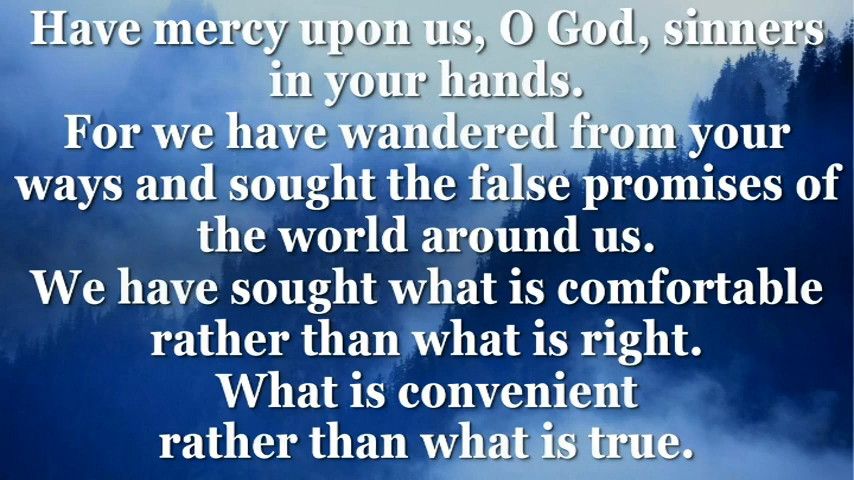 Have mercy upon us, O God, sinners
in your hands.
For we have wandered from your
ways and sought the false promises of
the world around us.
We have sought what is comfortable
rather than what is right.
What is convenient
rather than what is true.